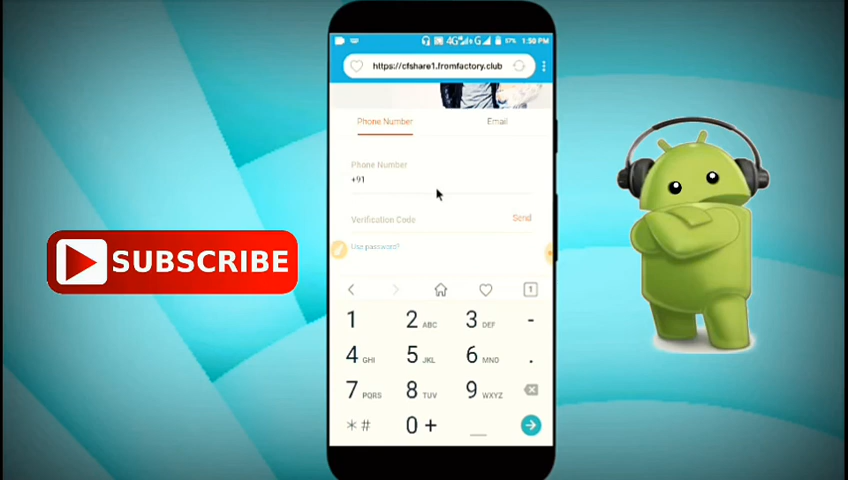 4G G 57% 1:50 PM
https://cfshare1.fromfactory.club
Phone Number Email
Phone Number
+91
Verification Code Send
Use password?
SUBSCRIBE
1
1 2 ABC 3 DEF -
4 GHI 5 JKL 6 MNO .
7 PQRS 8 TUV 9 WXYZ
*# 0 +